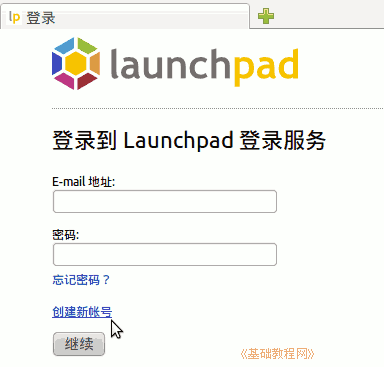 lp 登录
launchpad
登录到 Launchpad 登录服务
E-mail 地址:
密码:
忘记密码？
创建新帐号
继续
《基础教程网》